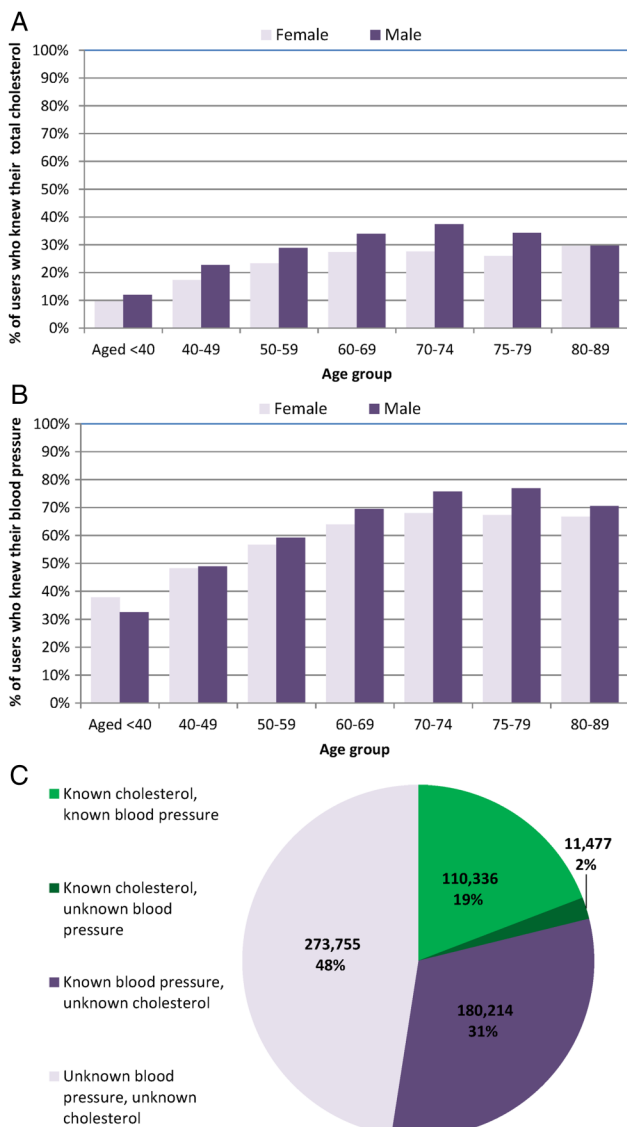 A
Female Male
% of users who knew their total cholesterol
100%
90%
80%
70%
60%
50%
40%
30%
20%
10%
0%
Aged <40 40-49 50-59 60-69 70-74 75-79 80-89
Age group
B
Female Male
% of users who knew their blood pressure
100%
90%
80%
70%
60%
50%
40%
30%
20%
10%
0%
Aged <40 40-49 50-59 60-69 70-74 75-79 80-89
Age group
C
Known cholesterol,
known blood pressure
Known cholesterol,
unknown blood
pressure
Known blood pressure,
unknown cholesterol
Unknown blood
pressure, unknown
cholesterol
11,477
2%
110,336
19%
273,755
48%
180,214
31%